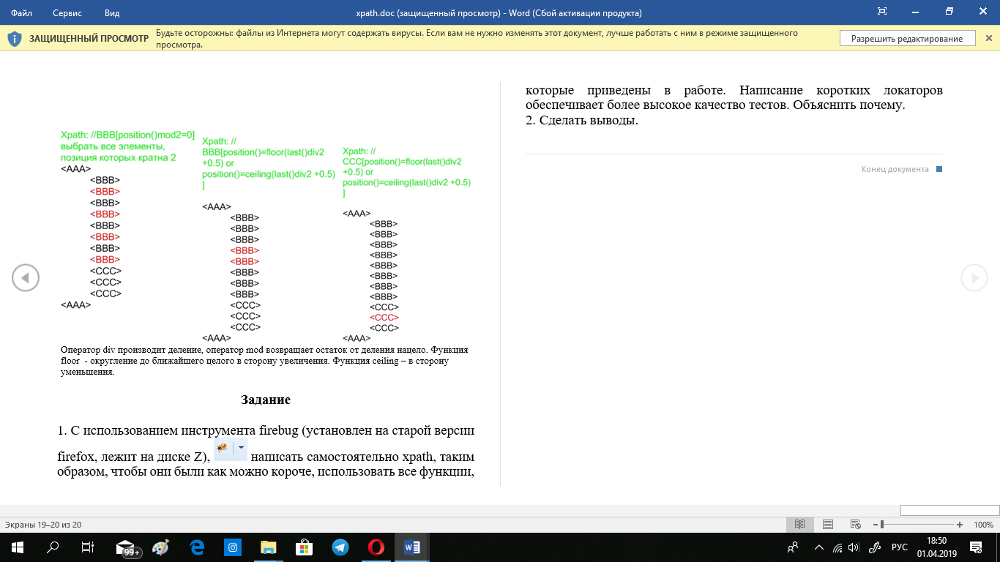 Файл Сервис Вид xpath.doc (защищенный просмотр) - Word (Сбой активации продукта)
ЗАЩИЩЕННЫЙ ПРОСМОТР Будьте осторожны: файлы из Интернета могут содержать вирусы. Если вам не нужно изменять этот документ, лучше работать с ним в режиме защищенного
просмотра.
Разрешить редактирование
Xpath: //BBB[position()mod2=0]
выбрать все элементы,
позиция которых кратна 2
<AAA>
<BBB>
<BBB>
<BBB>
<BBB>
<BBB>
<BBB>
<BBB>
<BBB>
<CCC>
<CCC>
<CCC>
<AAA>
Xpath: //
BBB[position()=floor(last()div2
+0.5) or
position()=ceiling(last()div2 +0.5)
]
<AAA>
<BBB>
<BBB>
<BBB>
<BBB>
<BBB>
<BBB>
<BBB>
<BBB>
<CCC>
<CCC>
<CCC>
<AAA>
Xpath: //
CCC[position()=floor(last()div2
+0.5) or
position()=ceiling(last()div2 +0.5)
]
<AAA>
<BBB>
<BBB>
<BBB>
<BBB>
<BBB>
<BBB>
<BBB>
<BBB>
<CCC>
<CCC>
<CCC>
<AAA>
Оператор div производит деление, оператор mod возвращает остаток от деления нацело. Функция
floor - округление до ближайшего целого в сторону увеличения. Функция ceiling – в сторону
уменьшения.
Задание
1. С использованием инструмента firebug (установлен на старой версии
firefox, лежит на диске Z), написать самостоятельно xpath, таким
образом, чтобы они были как можно короче, использовать все функции,
которые приведены в работе. Написание коротких локаторов
обеспечивает более высокое качество тестов. Объяснить почему.
2. Сделать выводы.
Конец документа
Экраны 19–20 из 20
100%
99+
РУС
18:50
01.04.2019